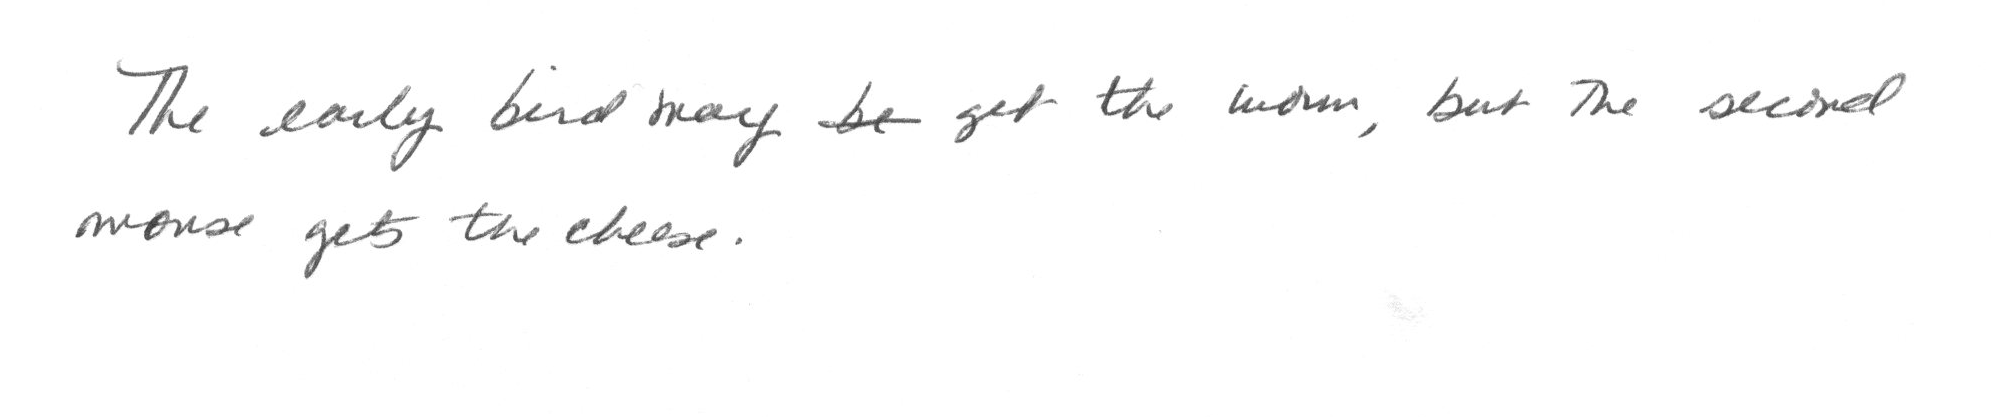 The early bird may be get the worm, but The second
mouse gets the cheese.